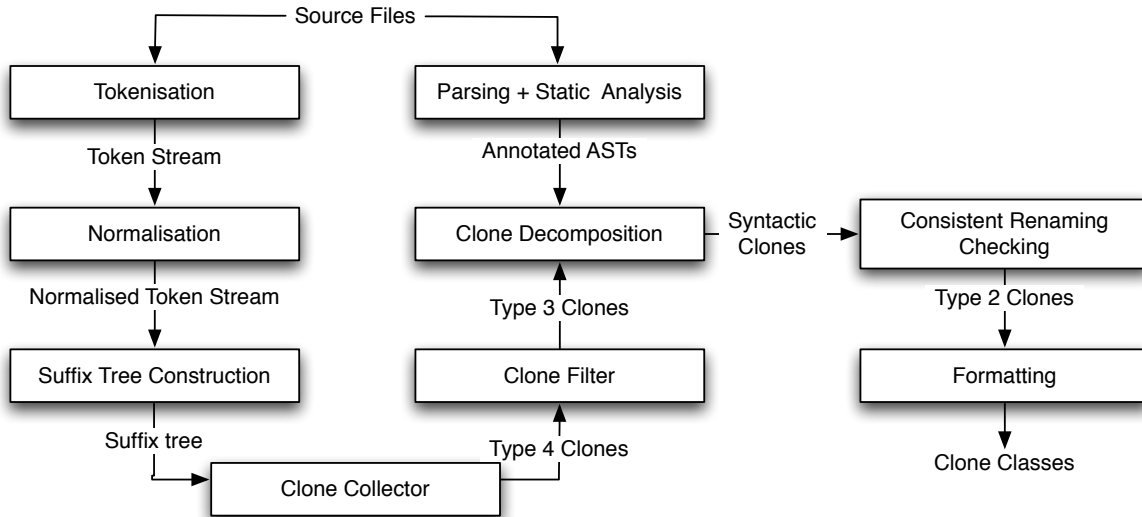 Source Files
Tokenisation
Parsing + Static Analysis
Token Stream
Annotated ASTs
Normalisation
Clone Decomposition
Syntactic
Clones
Consistent Renaming
Checking
Normalised Token Stream
Type 3 Clones
Type 2 Clones
Suffix Tree Construction
Clone Filter
Formatting
Suffix tree
Type 4 Clones
Clone Classes
Clone Collector